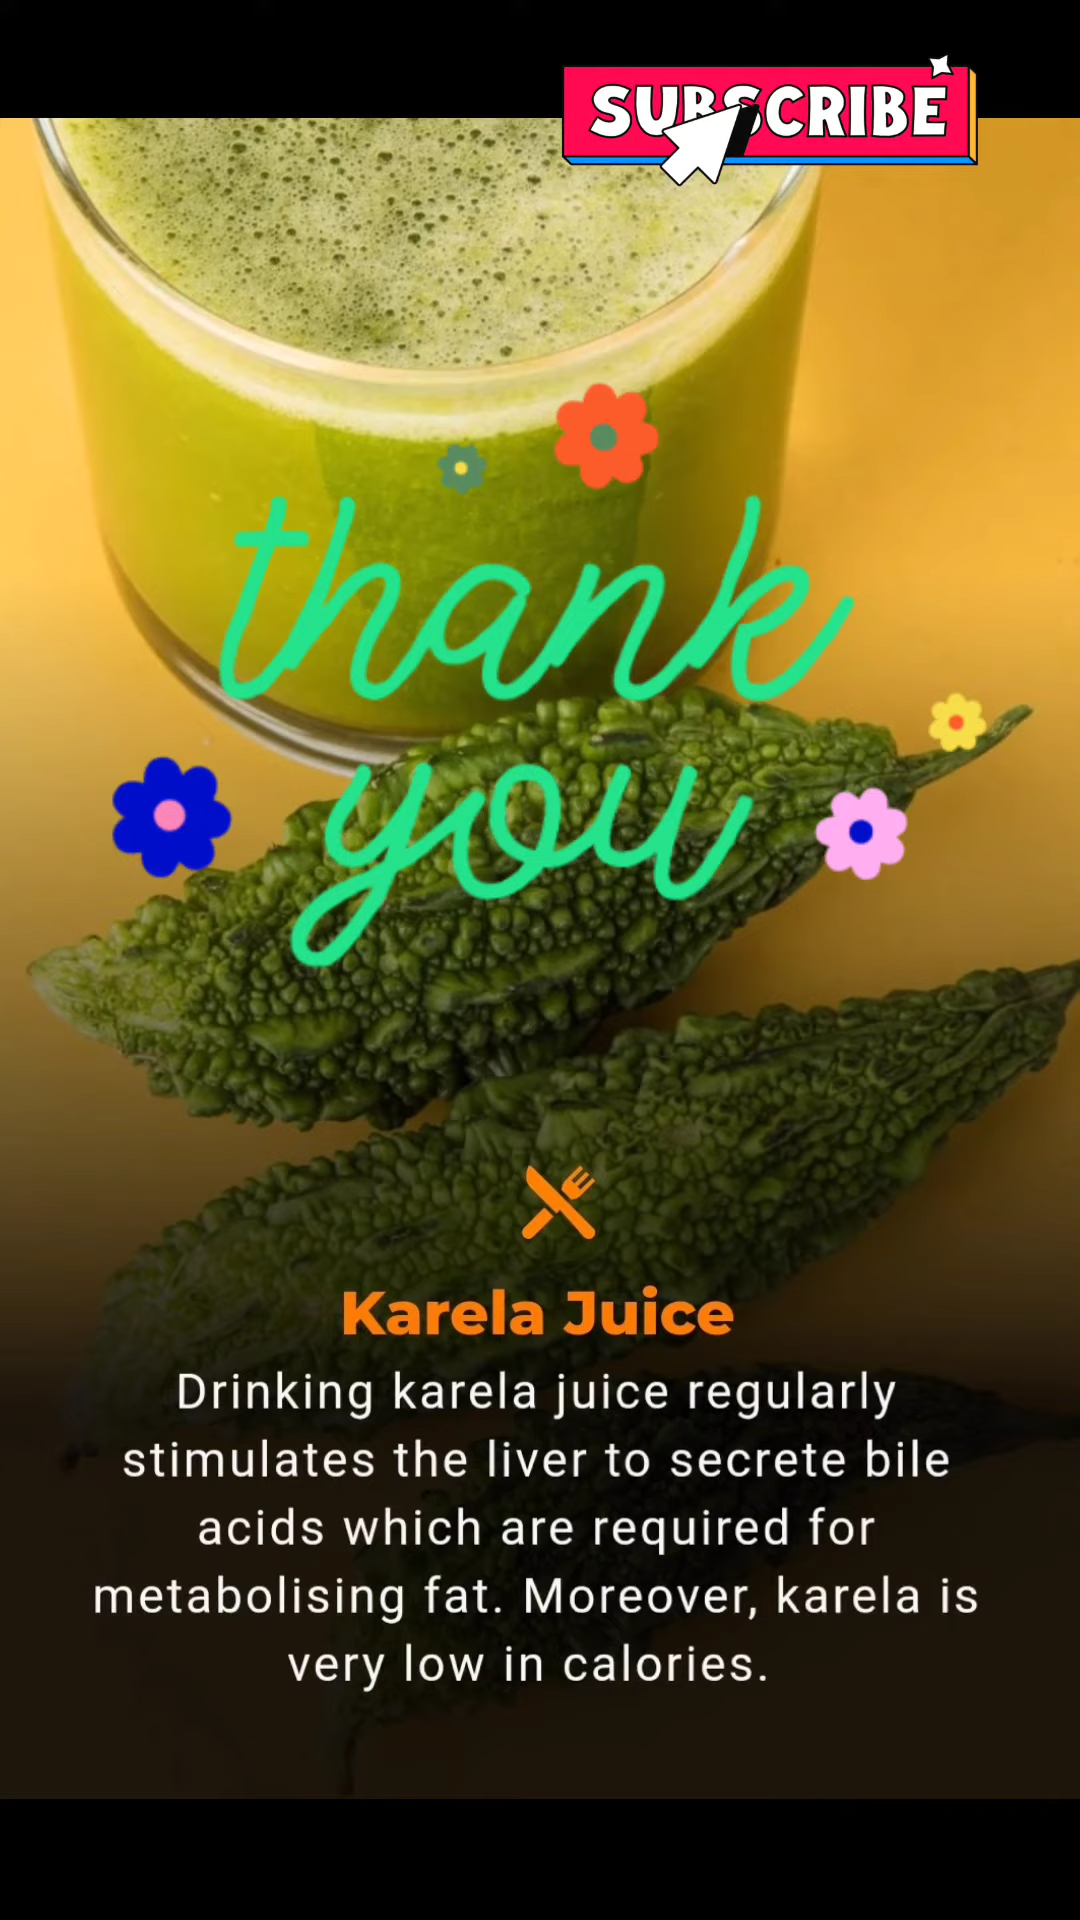 SUBSCRIBE
thank
you
Karela Juice
Drinking karela juice regularly
stimulates the liver to secrete bile
acids which are required for
metabolising fat. Moreover, karela is
very low in calories.